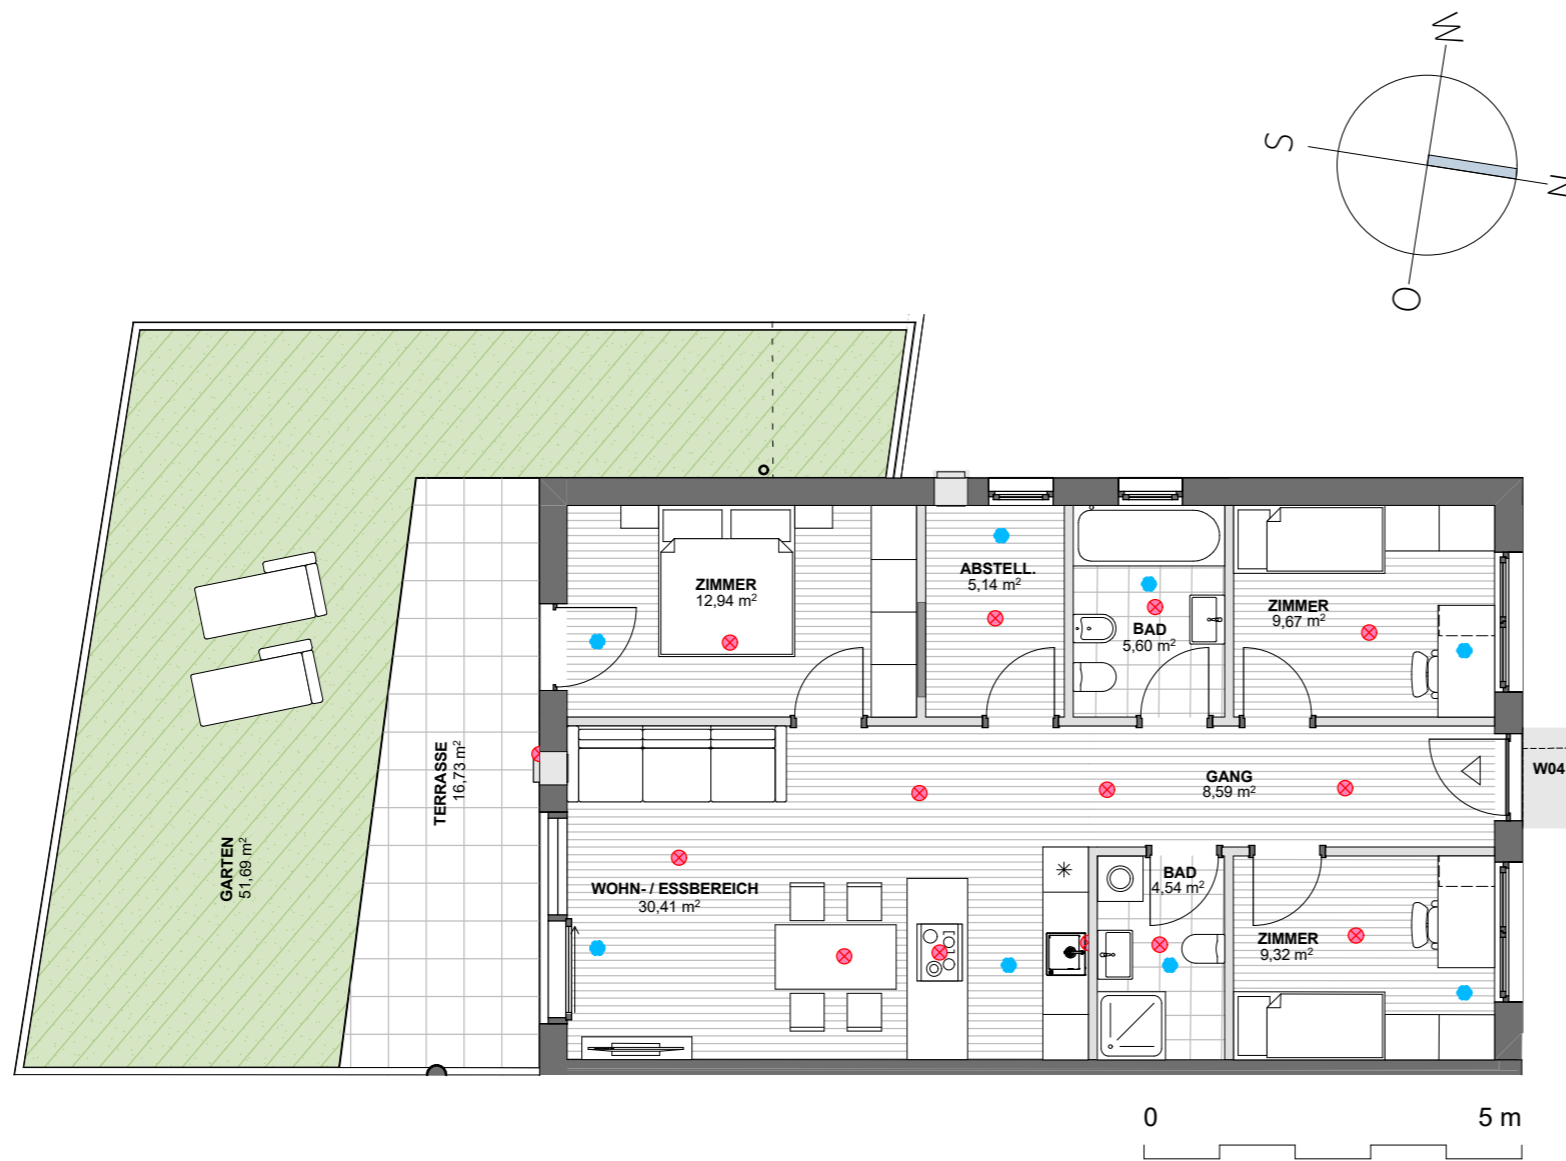 W
S
N
O
ZIMMER
12,94 m²
ABSTELL.
5,14 m²
BAD
5,60 m²
ZIMMER
9,67 m²
TERRASSE
16,73 m²
GANG
8,59 m²
W04
GARTEN
51,69 m²
WOHN- / ESSBEREICH
30,41 m²
BAD
4,54 m²
ZIMMER
9,32 m²
0 5 m